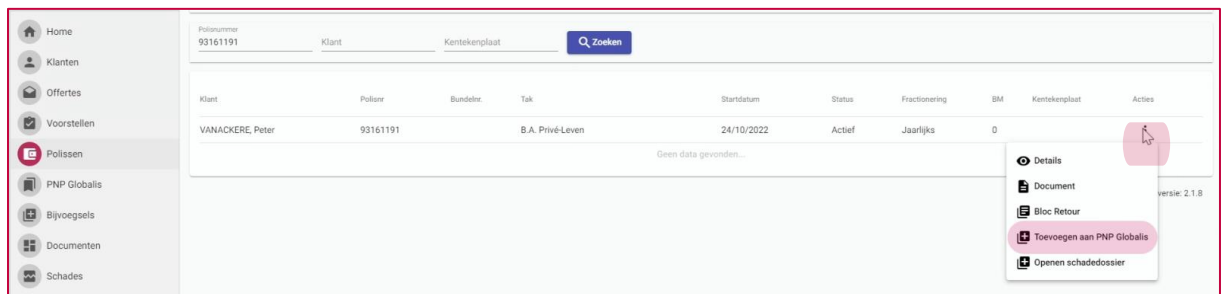 Home
Klanten
Offertes
Voorstellen
Polissen
PNP Globalis
Bijvoegsels
Documenten
Schades
Polisnummer
93161191 Klant Kentekenplaat Zoeken
Klant Polisnr Bundelnr. Tak Startdatum Status Fractionering BM Kentekenplaat Acties
VANACKERE, Peter 93161191 B.A. Privé-Leven 24/10/2022 Actief Jaarlijks 0
Geen data gevonden...
Details
Document
Bloc Retour
Toevoegen aan PNP Globalis
Openen schadedossier
versie: 2.1.8